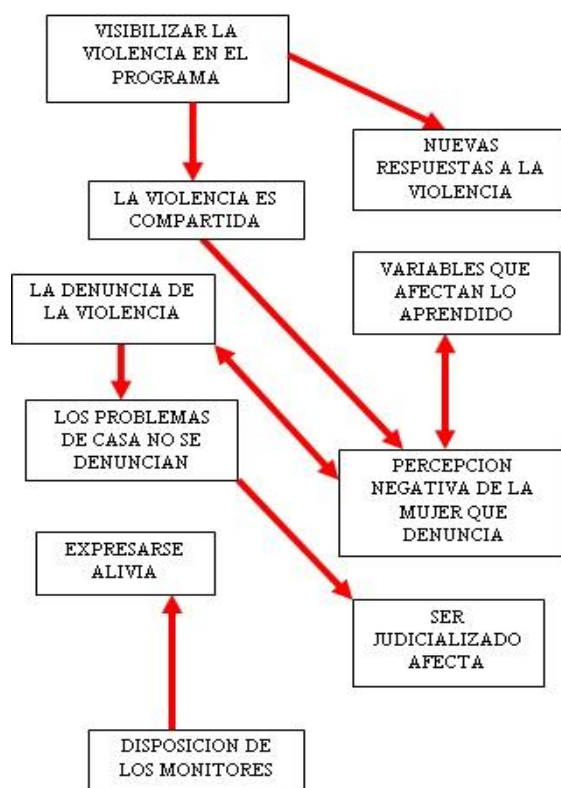 VISIBILIZAR LA
VIOLENCIA EN EL
PROGRAMA
NUEVAS
RESPUESTAS A LA
VIOLENCIA
LA VIOLENCIA ES
COMPARTIDA
VARIABLES QUE
AFECTAN LO
APRENDIDO
LA DENUNCIA DE
LA VIOLENCIA
LOS PROBLEMAS
DE CASA NO SE
DENUNCIAN
PERCEPCION
NEGATIVA DE LA
MUJER QUE
DENUNCIA
EXPRESARSE
ALIVIA
SER
JUDICIALIZADO
AFECTA
DISPOSICION DE
LOS MONITORES